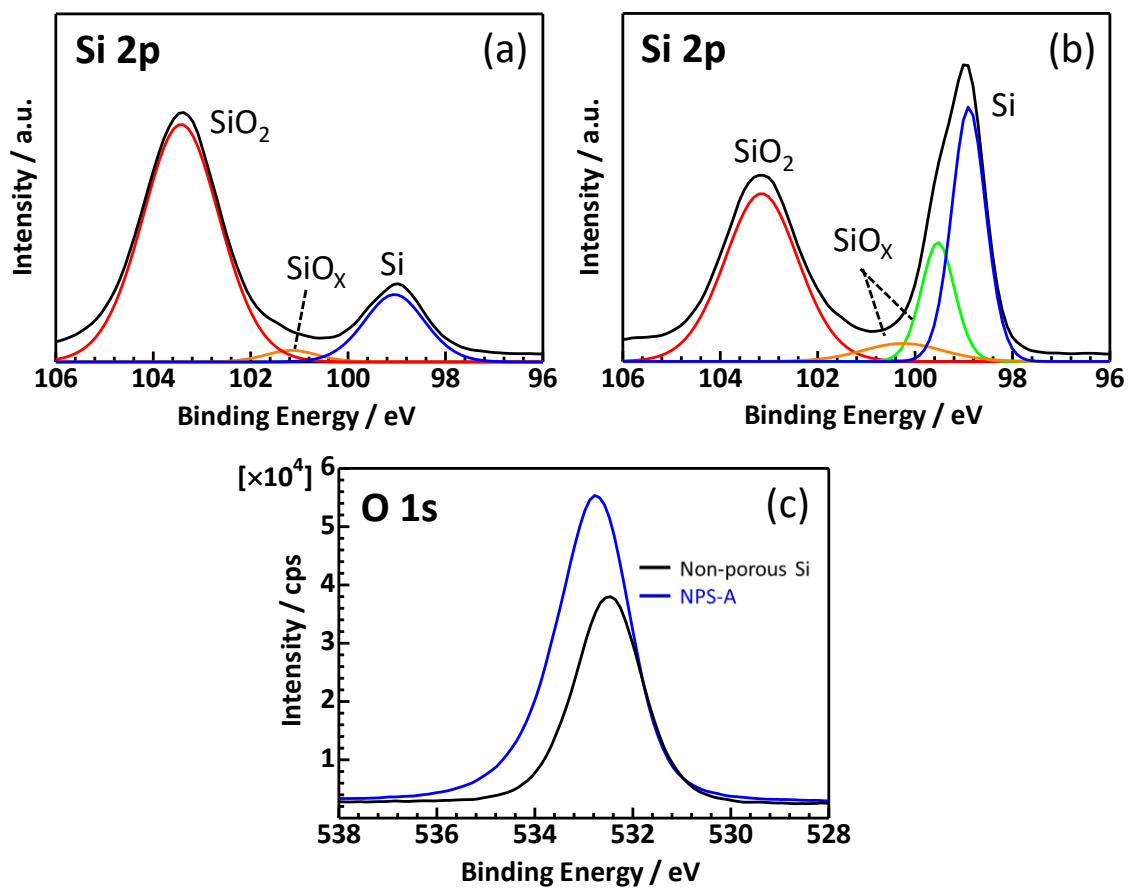 Si 2p
(a)
SiO₂
SiOₓ
Si
Intensity / a.u.
106 104 102 100 98 96
Binding Energy / eV
Si 2p
(b)
Si
SiO₂
SiOₓ
Intensity / a.u.
106 104 102 100 98 96
Binding Energy / eV
[×10⁴]
O 1s
(c)
6
5
4
3
2
1
Non-porous Si
NPS-A
Intensity / cps
538 536 534 532 530 528
Binding Energy / eV